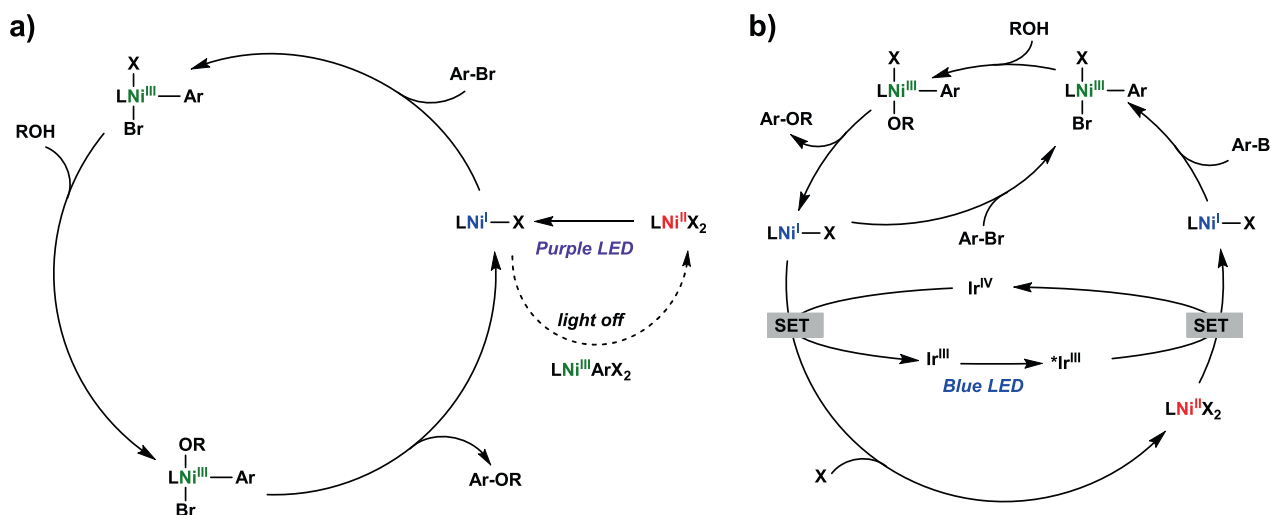 a)
X
LNiᴵᴵᴵ Ar
Br
Ar-Br
ROH
LNiᴵ X
LNiᴵᴵX₂
Purple LED
light off
LNiᴵᴵᴵArX₂
OR
LNiᴵᴵᴵ Ar
Br
Ar-OR
b)
ROH
X
LNiᴵᴵᴵ Ar
OR
X
LNiᴵᴵᴵ Ar
Br
Ar-OR
Ar-B
LNiᴵ X
Ar-Br
LNiᴵ X
Irᴵⱽ
SET
SET
Irᴵᴵᴵ
*Irᴵᴵᴵ
Blue LED
LNiᴵᴵX₂
X